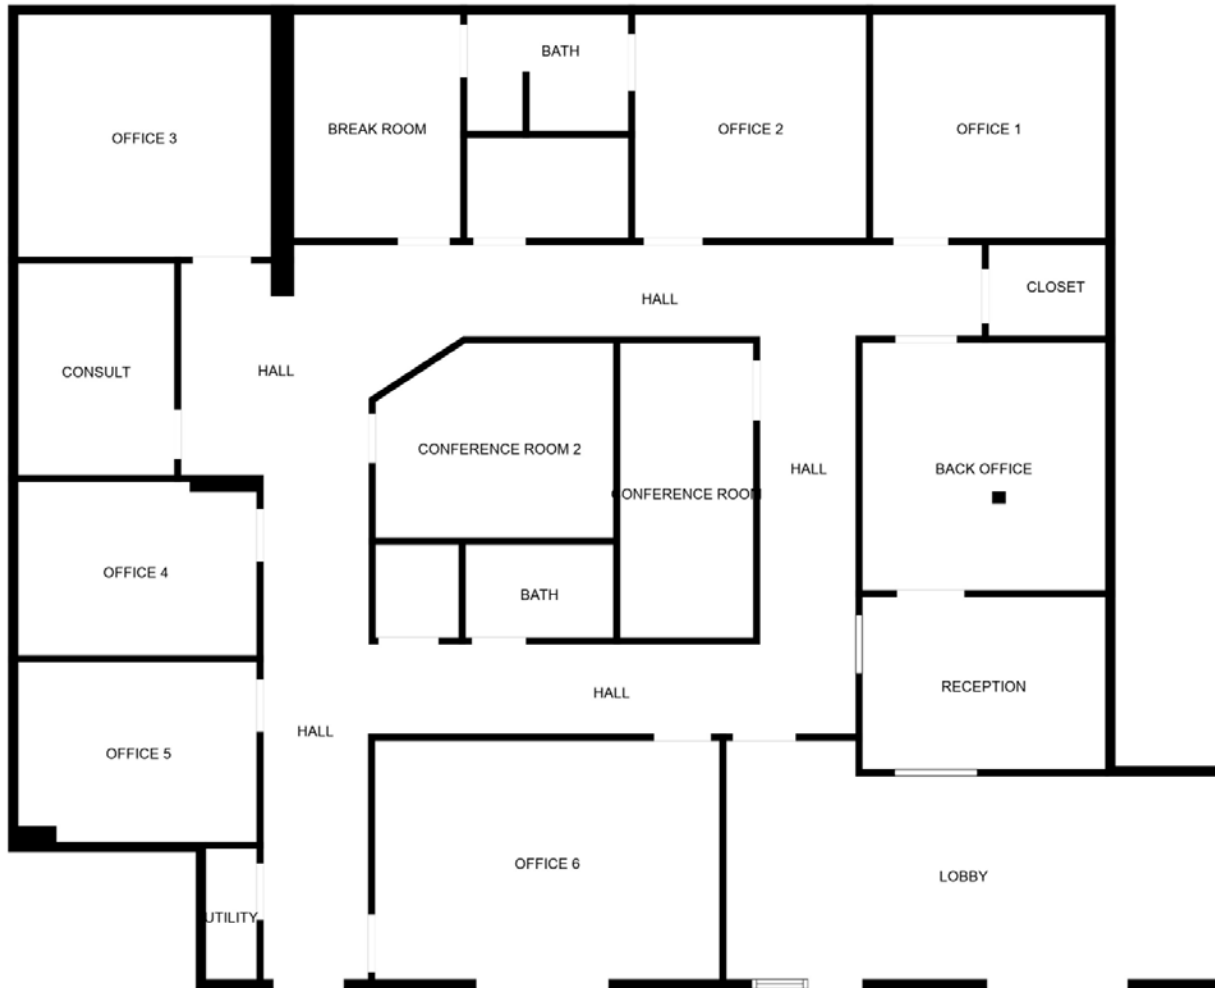 BATH
OFFICE 3
BREAK ROOM
OFFICE 2
OFFICE 1
CLOSET
HALL
CONSULT
HALL
CONFERENCE ROOM 2
HALL
BACK OFFICE
CONFERENCE ROOM
OFFICE 4
BATH
RECEPTION
HALL
HALL
OFFICE 5
OFFICE 6
LOBBY
UTILITY